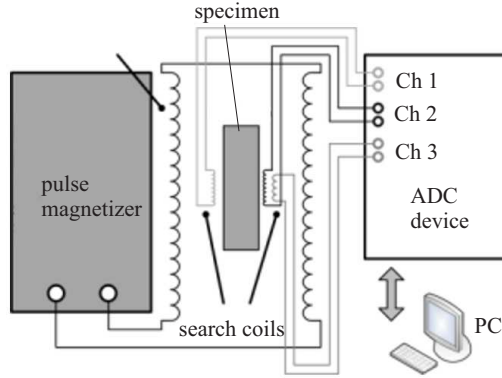 specimen
Ch 1
Ch 2
Ch 3
pulse
magnetizer
ADC
device
search coils
PC